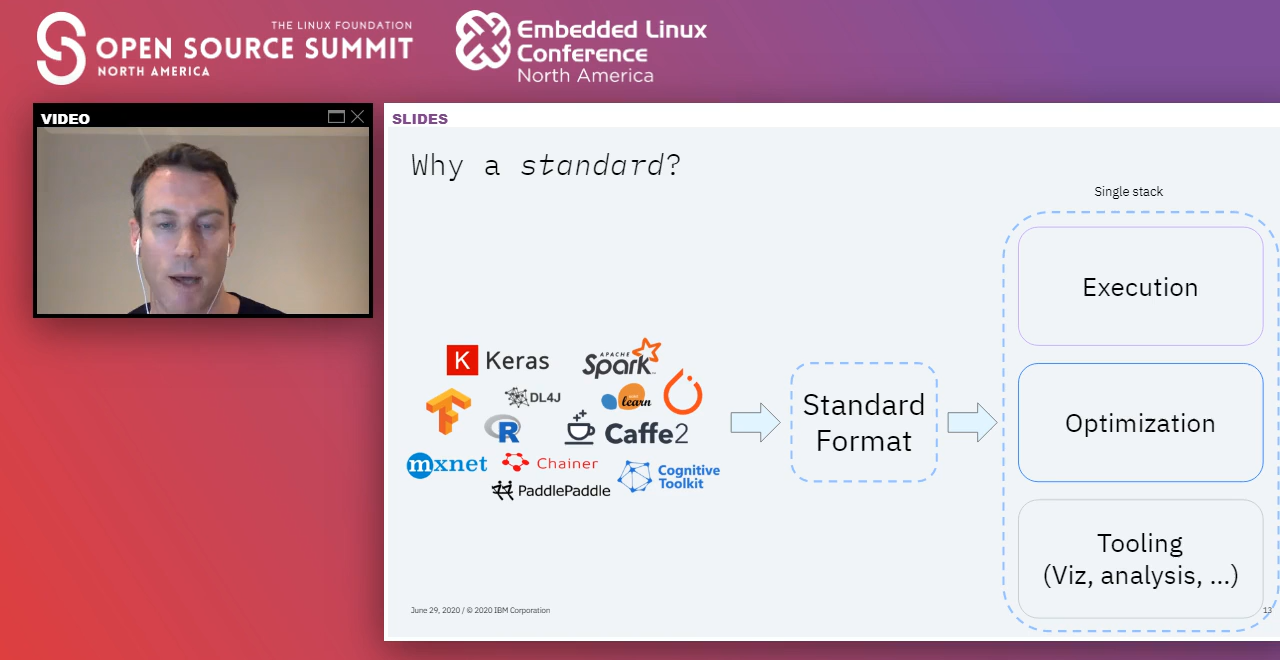 THE LINUX FOUNDATION
OPEN SOURCE SUMMIT
NORTH AMERICA
Embedded Linux
Conference
North America
VIDEO
SLIDES
Why a standard?
Single stack
Execution
K Keras
APACHE
Spark
DL4J
learn
R
Caffe2
mxnet
Chainer
Cognitive
Toolkit
PaddlePaddle
Standard
Format
Optimization
Tooling
(Viz, analysis, ...)
June 29, 2020 / © 2020 IBM Corporation
13